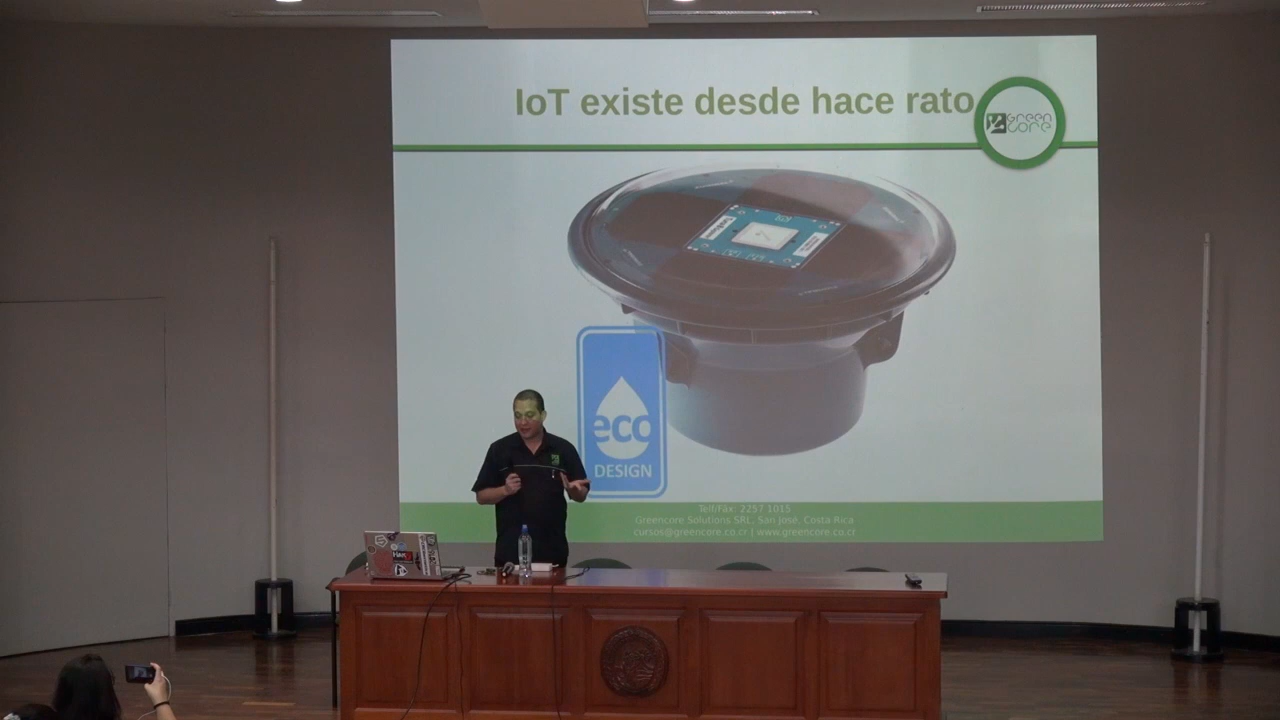 IoT existe desde hace rato
GREEN
CORE
eco
DESIGN
Telf/Fax: 2257 1015
Greencore Solutions SRL, San José, Costa Rica
cursos@greencore.co.cr | www.greencore.co.cr